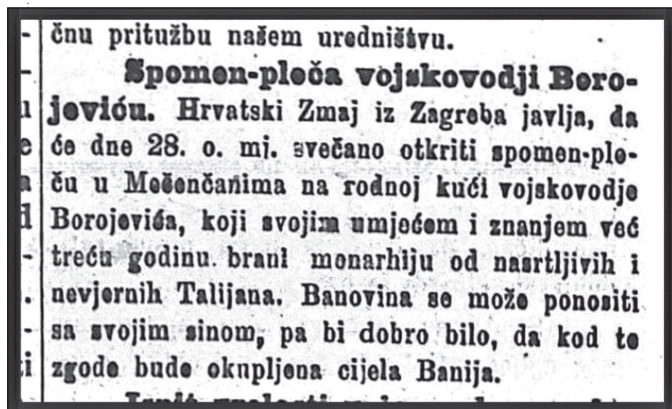 čnu pritužbu našem uredništvu.
Spomen-ploča vojskovodji Boro-
joviću. Hrvatski Zmaj iz Zagreba javlja, da
će dne 28. o. mj. svečano otkriti spomen-plo-
ču u Mečenčanima na rodnoj kući vojskovodje
Borojevića, koji svojim umjećem i znanjem već
treću godinu brani monarhiju od nasrtljivih i
nevjernih Talijana. Banovina se može ponositi
sa svojim sinom, pa bi dobro bilo, da kod te
zgode bude okupljena cijela Banija.